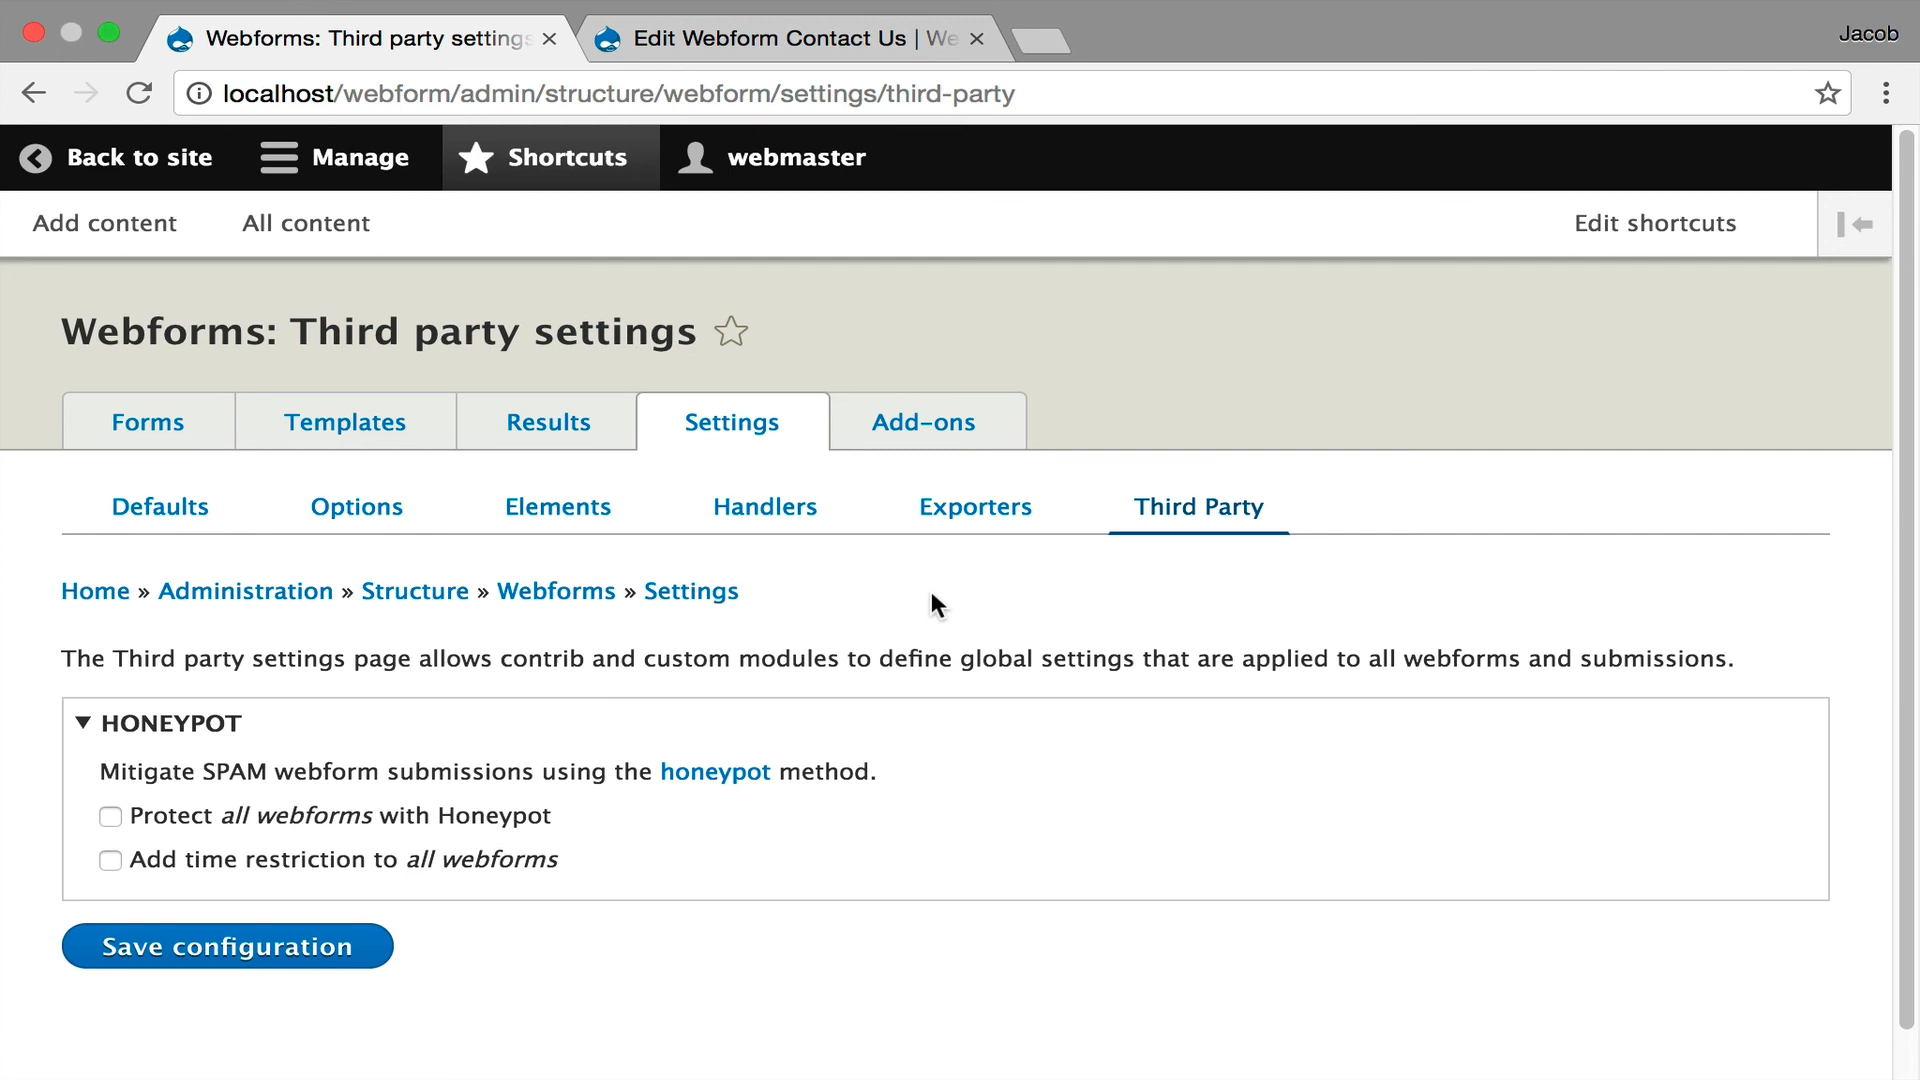 Webforms: Third party settings
Edit Webform Contact Us | We
Jacob
localhost/webform/admin/structure/webform/settings/third-party
Back to site
Manage
Shortcuts
webmaster
Add content
All content
Edit shortcuts
Webforms: Third party settings
Forms
Templates
Results
Settings
Add-ons
Defaults
Options
Elements
Handlers
Exporters
Third Party
Home » Administration » Structure » Webforms » Settings
The Third party settings page allows contrib and custom modules to define global settings that are applied to all webforms and submissions.
HONEYPOT
Mitigate SPAM webform submissions using the honeypot method.
Protect all webforms with Honeypot
Add time restriction to all webforms
Save configuration